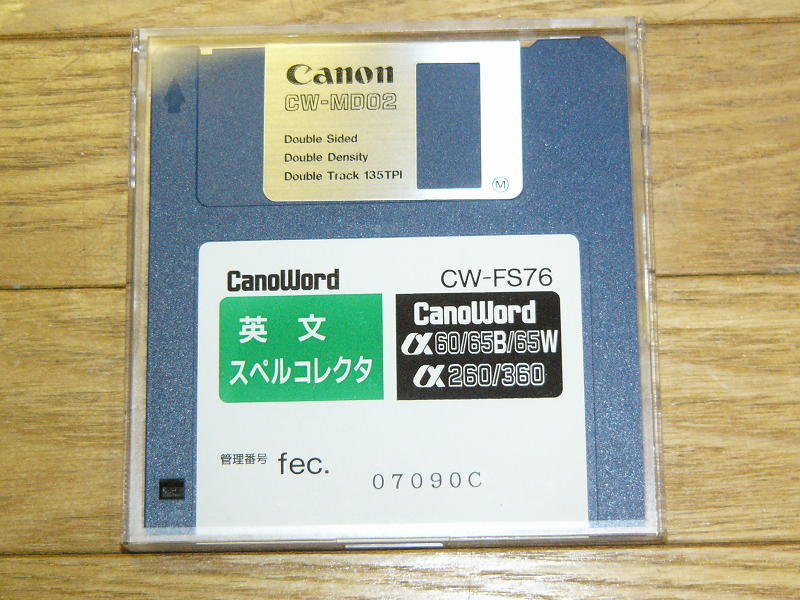 Canon
CW-MD02
Double Sided
Double Density
Double Track 135TPI
M
CanoWord
CW-FS76
英文
スペルコレクタ
CanoWord
α60/65B/65W
α260/360
管理番号 fec.
07090C